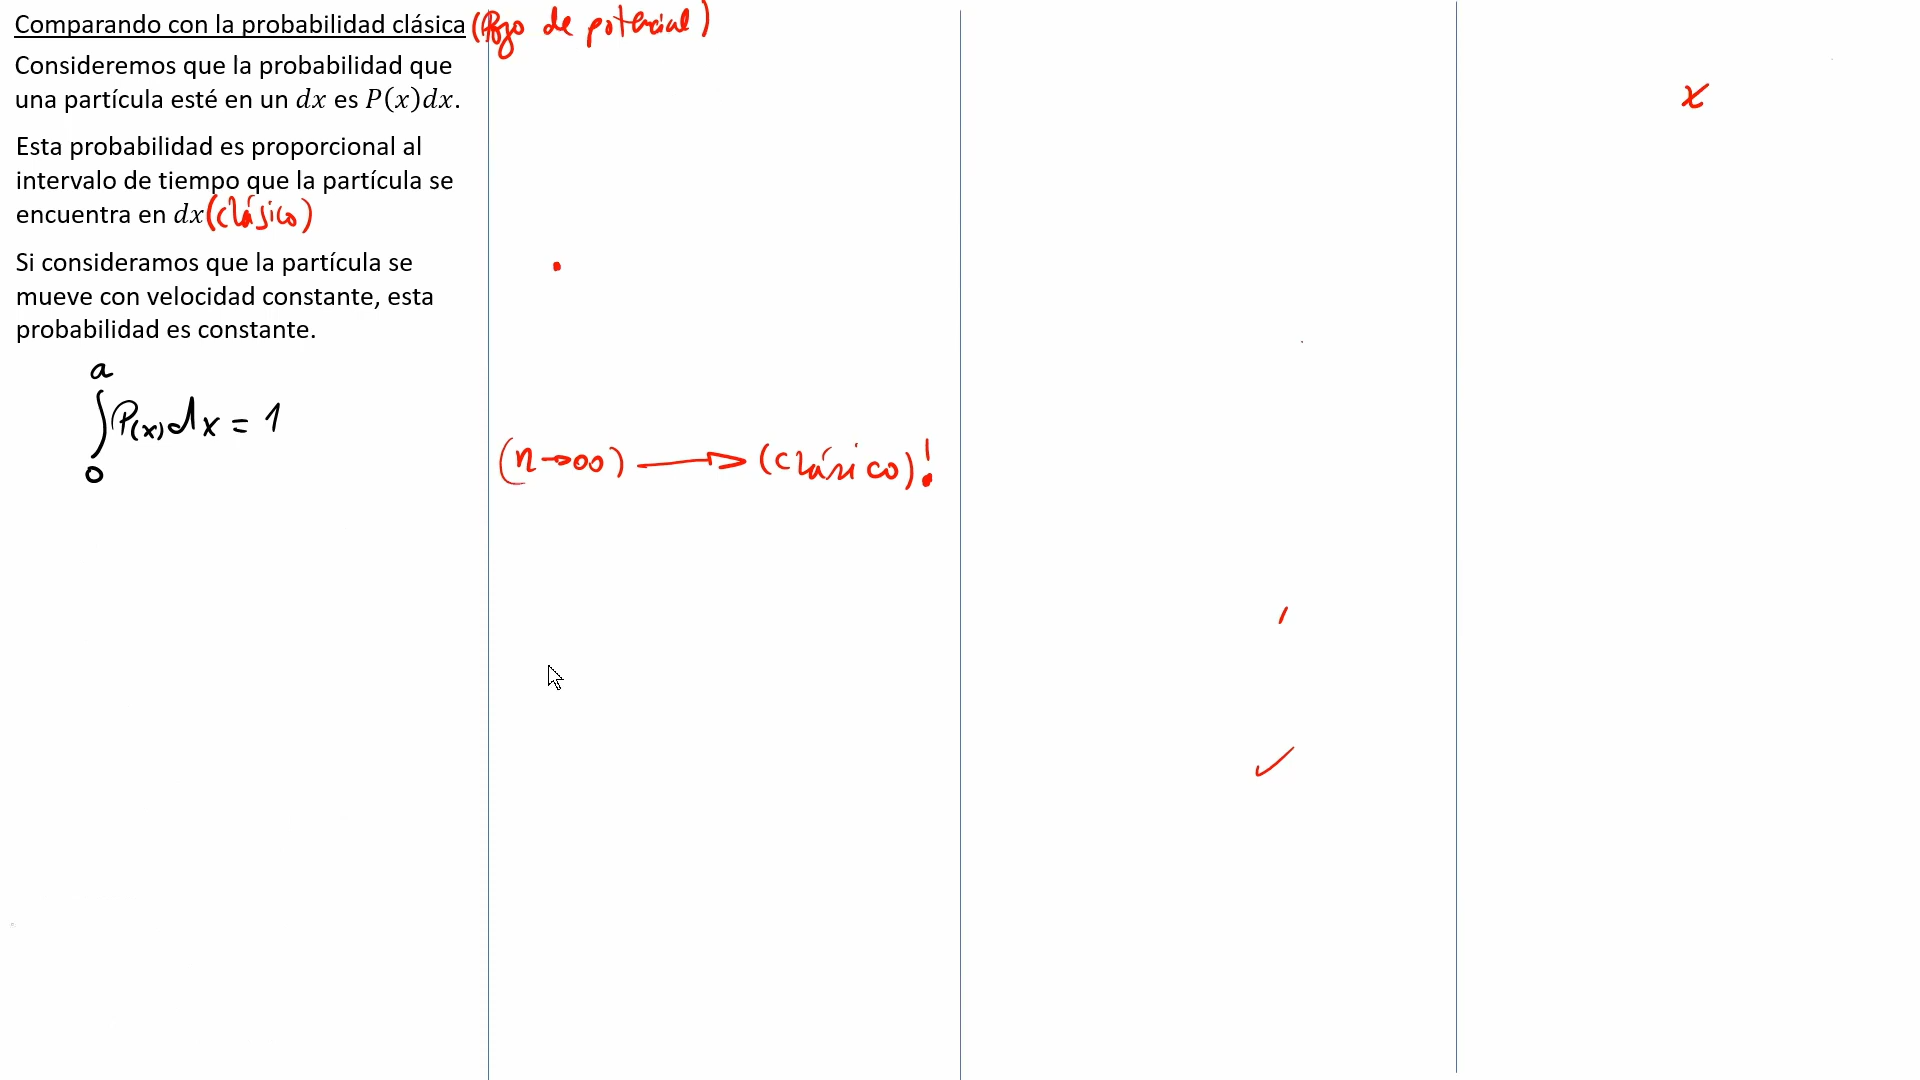 Comparando con la probabilidad clásica (Pozo de potencial)
Consideremos que la probabilidad que
una partícula esté en un dx es P(x)dx.
Esta probabilidad es proporcional al
intervalo de tiempo que la partícula se
encuentra en dx (clásico)
Si consideramos que la partícula se
mueve con velocidad constante, esta
probabilidad es constante.
∫₀ᵃ P(x) dx = 1
(n→∞) → (clásico)!
x